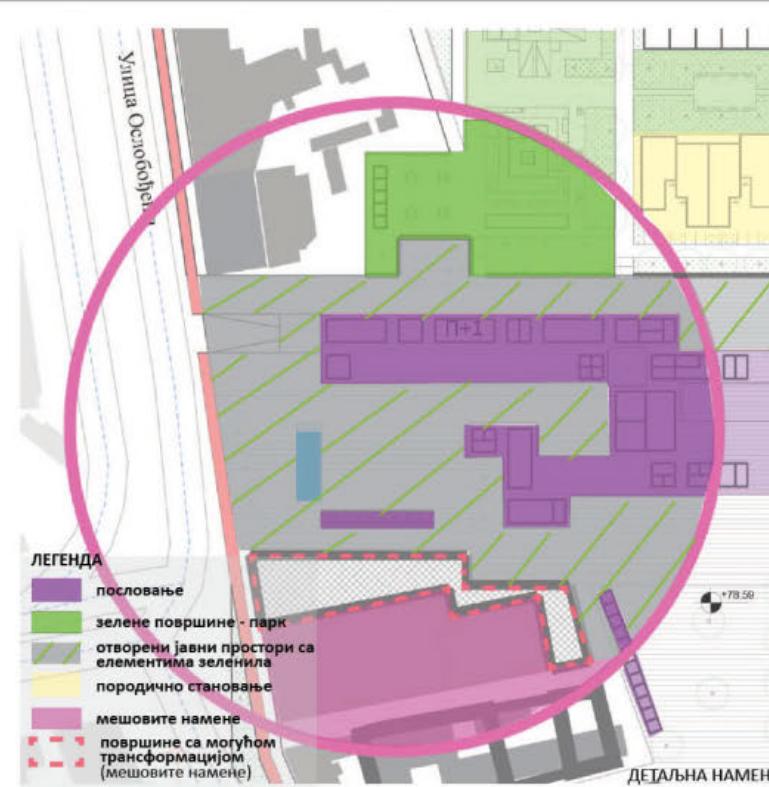 Улица Ослобођења
П+1
+78.59
ЛЕГЕНДА
пословање
зелене површине - парк
отворени јавни простори са
елементима зеленила
породично становање
мешовите намене
површине са могућом
трансформацијом
(мешовите намене)
ДЕТАЉНА НАМЕН